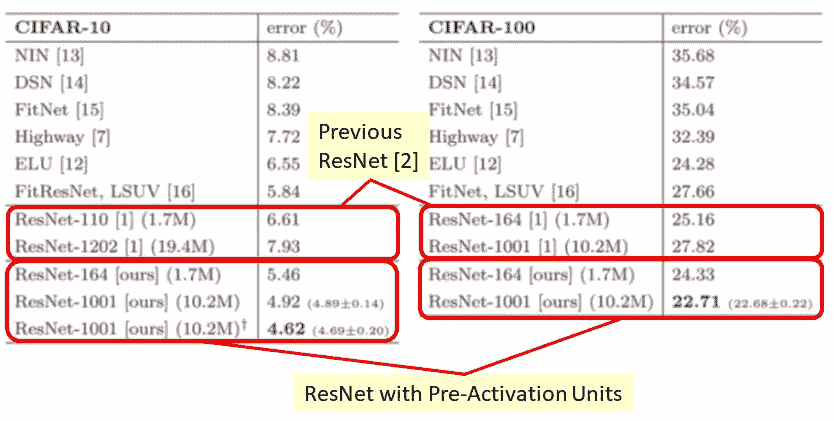 CIFAR-10 error (%)
NIN [13] 8.81
DSN [14] 8.22
FitNet [15] 8.39
Highway [7] 7.72
ELU [12] 6.55
FitResNet, LSUV [16] 5.84
ResNet-110 [1] (1.7M) 6.61
ResNet-1202 [1] (19.4M) 7.93
ResNet-164 [ours] (1.7M) 5.46
ResNet-1001 [ours] (10.2M) 4.92 (4.89±0.14)
ResNet-1001 [ours] (10.2M)† 4.62 (4.69±0.20)
Previous
ResNet [2]
CIFAR-100 error (%)
NIN [13] 35.68
DSN [14] 34.57
FitNet [15] 35.04
Highway [7] 32.39
ELU [12] 24.28
FitNet, LSUV [16] 27.66
ResNet-164 [1] (1.7M) 25.16
ResNet-1001 [1] (10.2M) 27.82
ResNet-164 [ours] (1.7M) 24.33
ResNet-1001 [ours] (10.2M) 22.71 (22.68±0.22)
ResNet with Pre-Activation Units